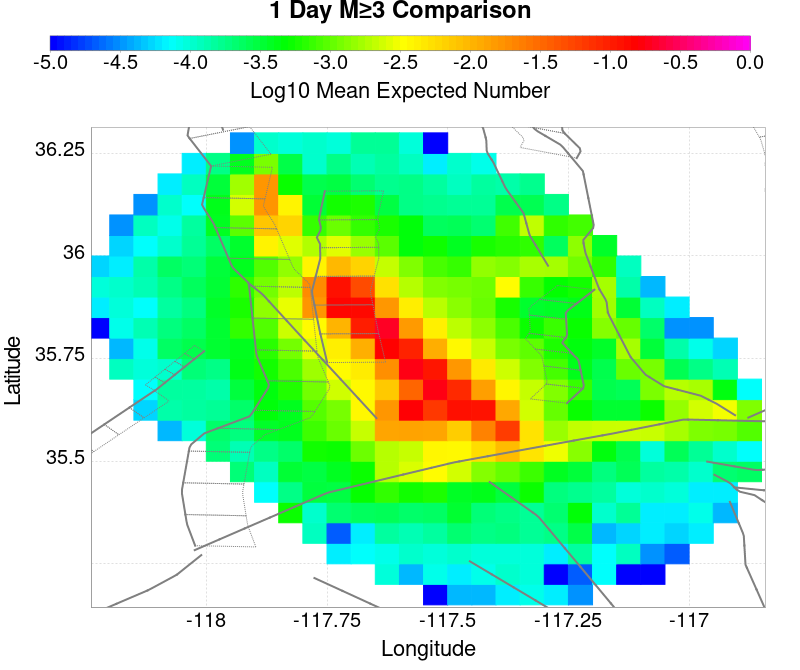 1 Day M≥3 Comparison
-5.0 -4.5 -4.0 -3.5 -3.0 -2.5 -2.0 -1.5 -1.0 -0.5 0.0
Log10 Mean Expected Number
36.25
36
35.75
35.5
Latitude
-118 -117.75 -117.5 -117.25 -117
Longitude